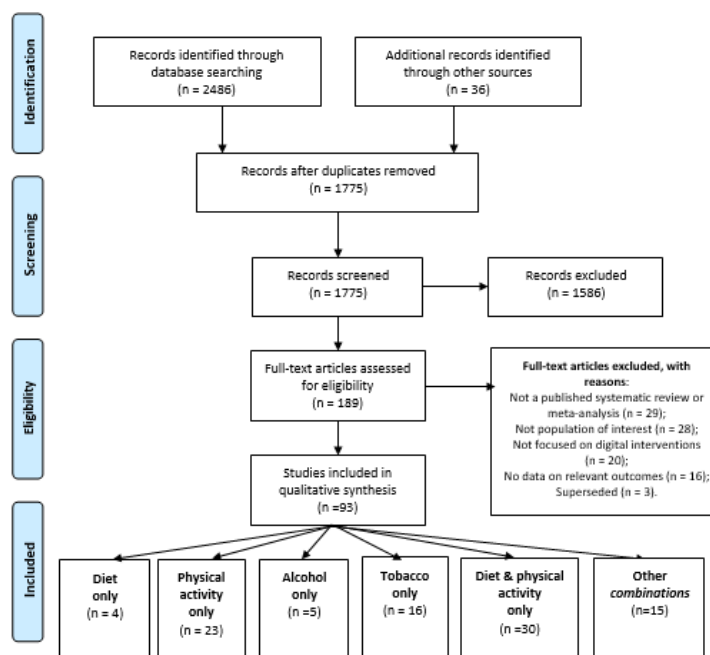 Identification
Records identified through
database searching
(n = 2486)
Additional records identified
through other sources
(n = 36)
Records after duplicates removed
(n = 1775)
Screening
Records screened
(n = 1775)
Records excluded
(n = 1586)
Eligibility
Full-text articles assessed
for eligibility
(n = 189)
Full-text articles excluded, with
reasons:
Not a published systematic review or
meta-analysis (n = 29);
Not population of interest (n = 28);
Not focused on digital interventions
(n = 20);
No data on relevant outcomes (n = 16);
Superseded (n = 3).
Studies included in
qualitative synthesis
(n =93)
Included
Diet
only
(n = 4)
Physical
activity
only
(n = 23)
Alcohol
only
(n =5)
Tobacco
only
(n = 16)
Diet & physical
activity
only
(n =30)
Other
combinations
(n=15)